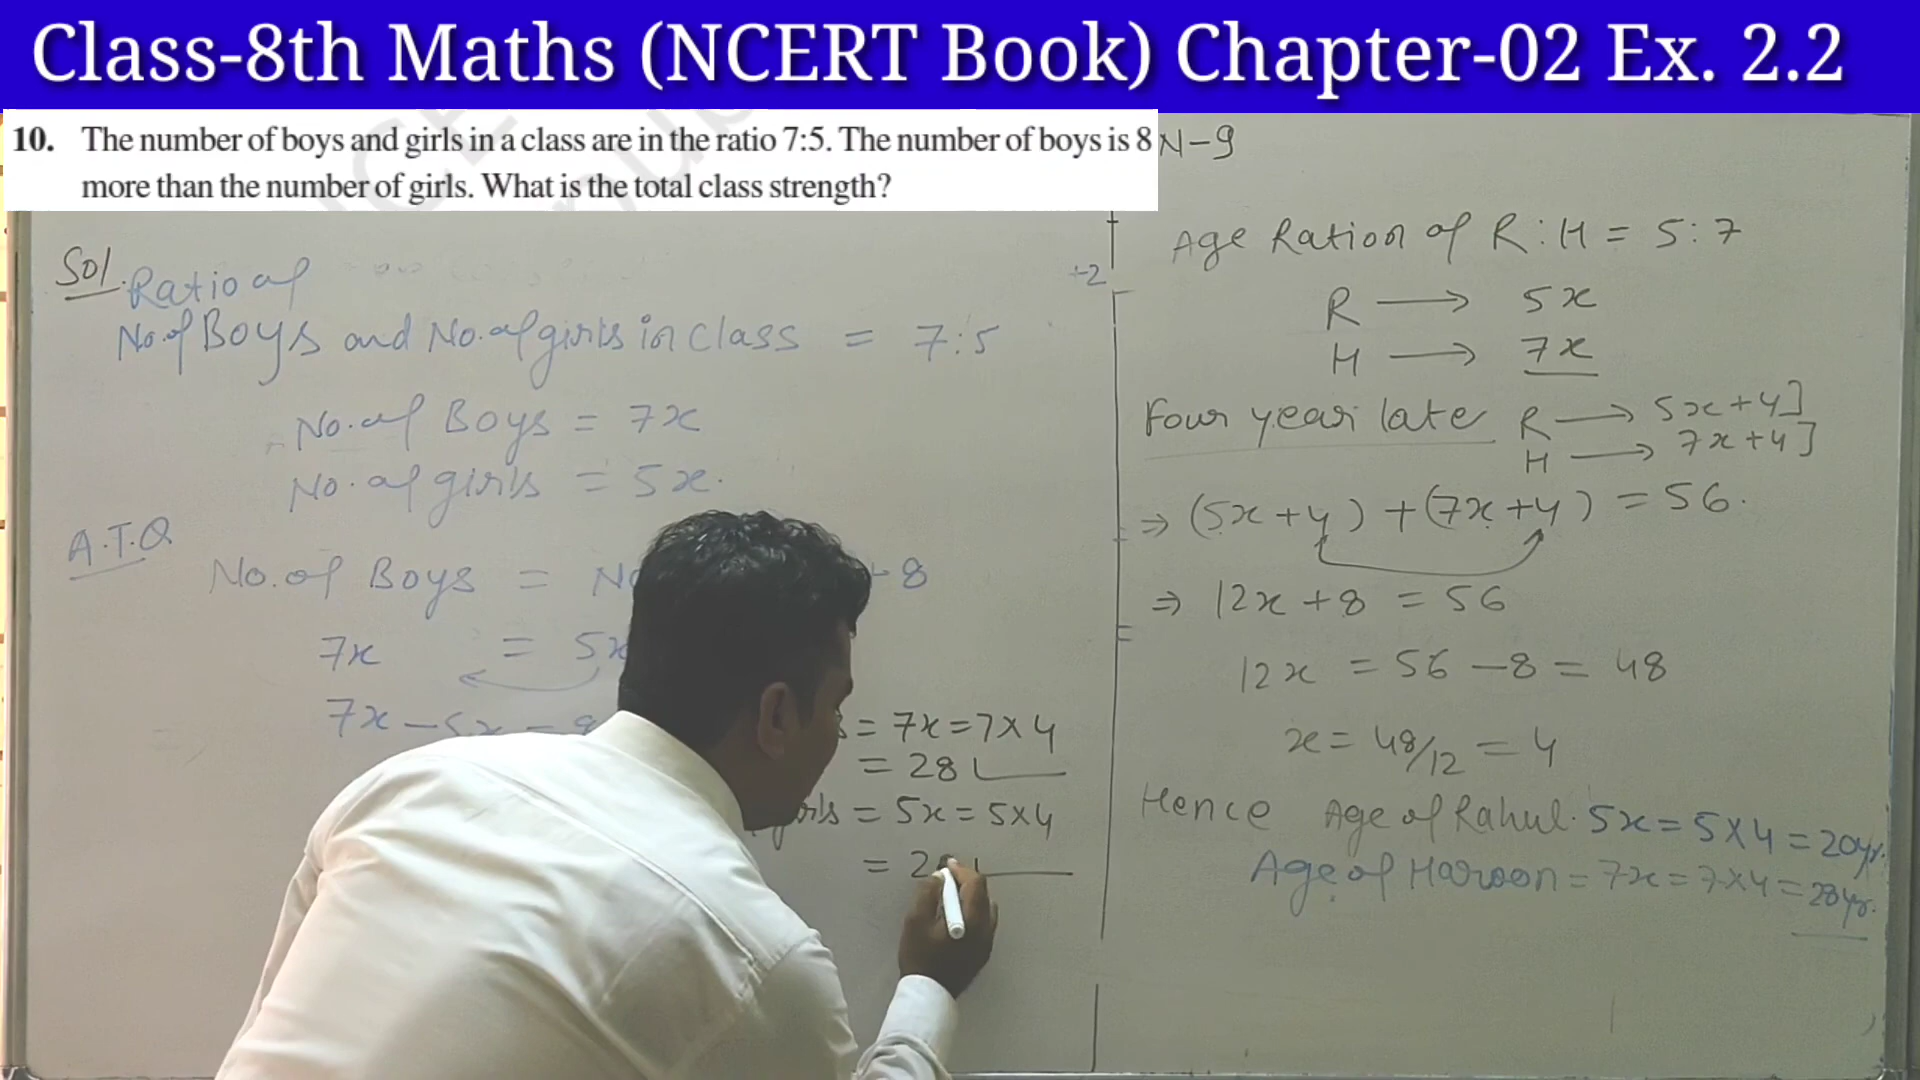 Class-8th Maths (NCERT Book) Chapter-02 Ex. 2.2
10. The number of boys and girls in a class are in the ratio 7:5. The number of boys is 8
more than the number of girls. What is the total class strength?
Sol. Ratio of
No. of Boys and No. of girls in class = 7:5
No. of Boys = 7x
No. of girls = 5x.
A.T.Q
No. of Boys = 8
7x = 5x
7x - 5x = 8
= 7x = 7×4
= 28
= 5x = 5×4
= 20
N-9
Age Ration of R:H = 5:7
R → 5x
H → 7x
Four year late R → 5x+4]
H → 7x+4]
⇒ (5x+4) + (7x+4) = 56.
⇒ 12x + 8 = 56
12x = 56 - 8 = 48
x = 48/12 = 4
Hence Age of Rahul. 5x = 5×4 = 20yr.
Age of Haroon = 7x = 7×4 = 28yr.